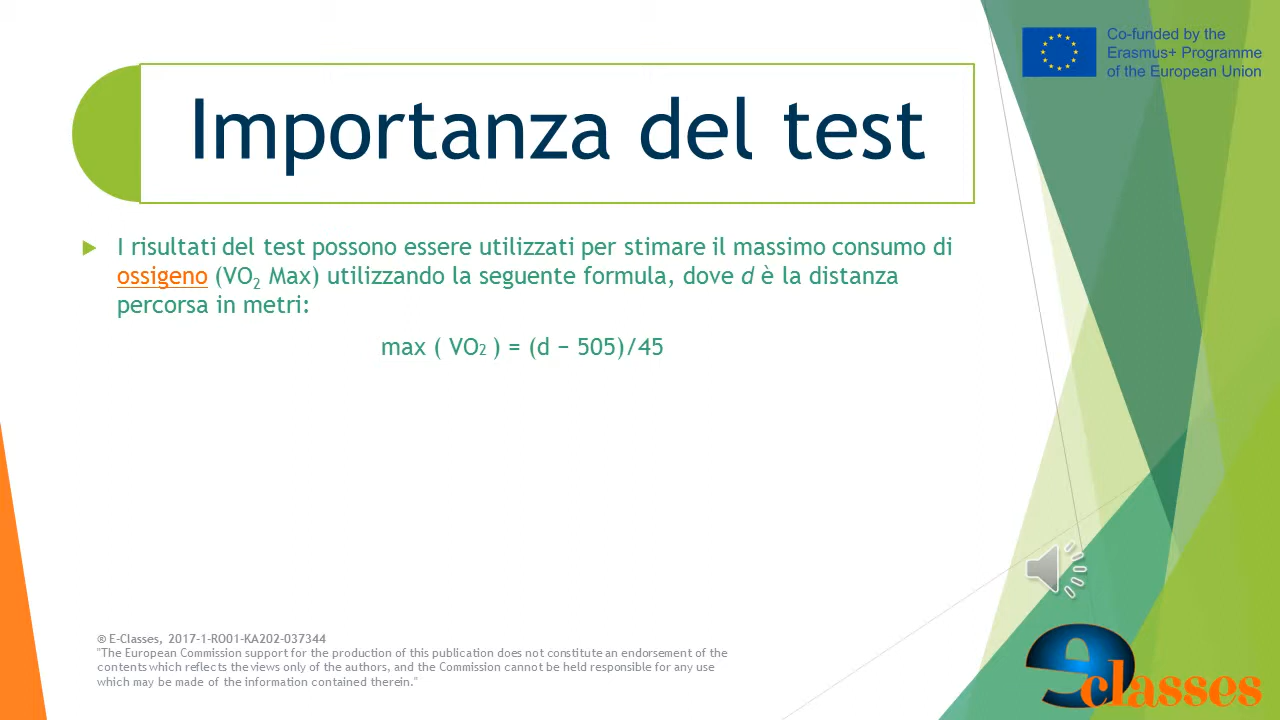 Co-funded by the
Erasmus+ Programme
of the European Union
Importanza del test
I risultati del test possono essere utilizzati per stimare il massimo consumo di
ossigeno (VO₂ Max) utilizzando la seguente formula, dove d è la distanza
percorsa in metri:
max ( VO₂ ) = (d − 505)/45
® E-Classes, 2017-1-RO01-KA202-037344
"The European Commission support for the production of this publication does not constitute an endorsement of the
contents which reflects the views only of the authors, and the Commission cannot be held responsible for any use
which may be made of the information contained therein."
eclasses